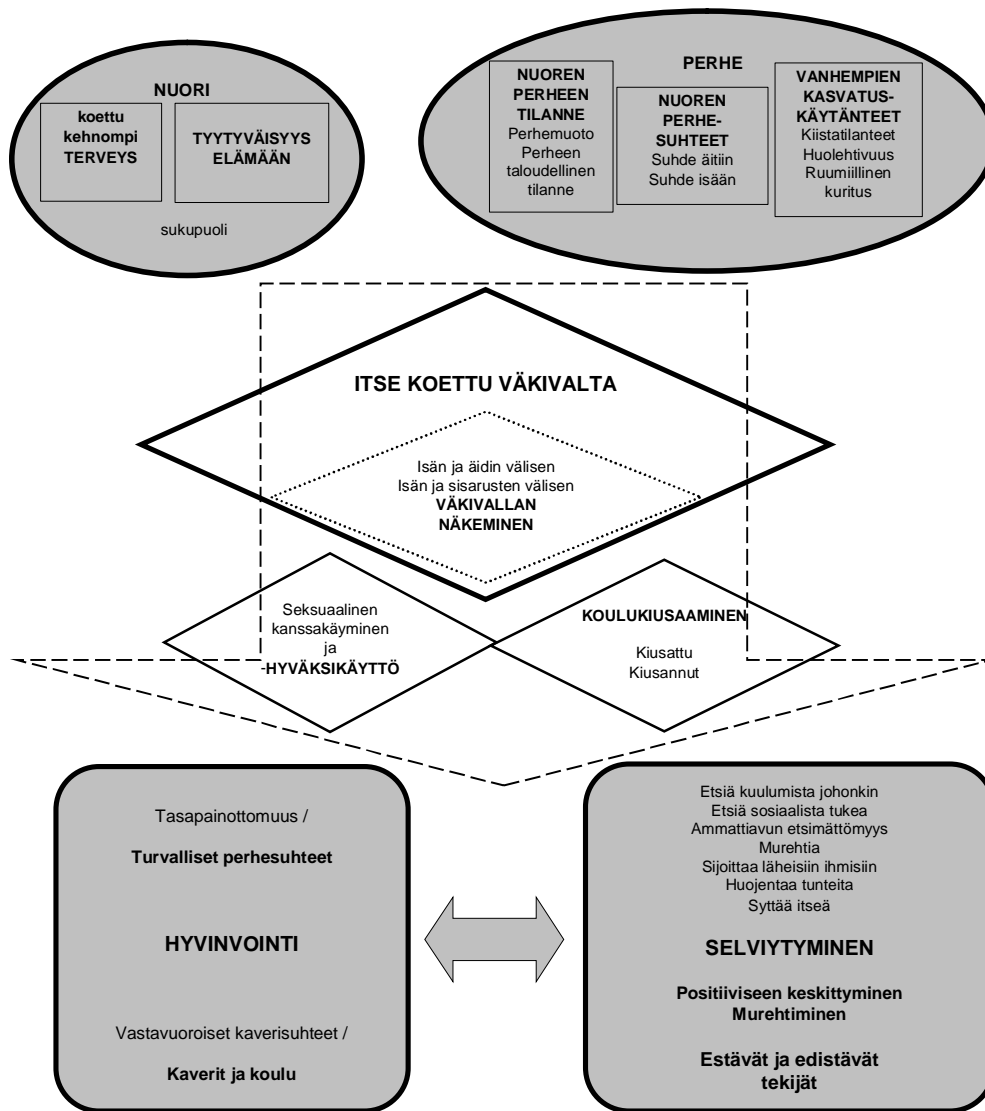 NUORI
koettu
kehnompi
TERVEYS
TYYTYVÄISYYS
ELÄMÄÄN
sukupuoli
PERHE
NUOREN
PERHEEN
TILANNE
Perhemuoto
Perheen
taloudellinen
tilanne
NUOREN
PERHE-
SUHTEET
Suhde äitiin
Suhde isään
VANHEMPIEN
KASVATUS-
KÄYTÄNTEET
Kiistatilanteet
Huolehtivuus
Ruumiillinen
kuritus
ITSE KOETTU VÄKIVALTA
Isän ja äidin välisen
Isän ja sisarusten välisen
VÄKIVALLAN
NÄKEMINEN
Seksuaalinen
kanssakäyminen
ja
-HYVÄKSIKÄYTTÖ
KOULUKIUSAAMINEN
Kiusattu
Kiusannut
Tasapainottomuus /
Turvalliset perhesuhteet
HYVINVOINTI
Vastavuoroiset kaverisuhteet /
Kaverit ja koulu
Etsiä kuulumista johonkin
Etsiä sosiaalista tukea
Ammattiavun etsimättömyys
Murehtia
Sijoittaa läheisiin ihmisiin
Huojentaa tunteita
Syttää itseä
SELVIYTYMINEN
Positiiviseen keskittyminen
Murehtiminen
Estävät ja edistävät
tekijät